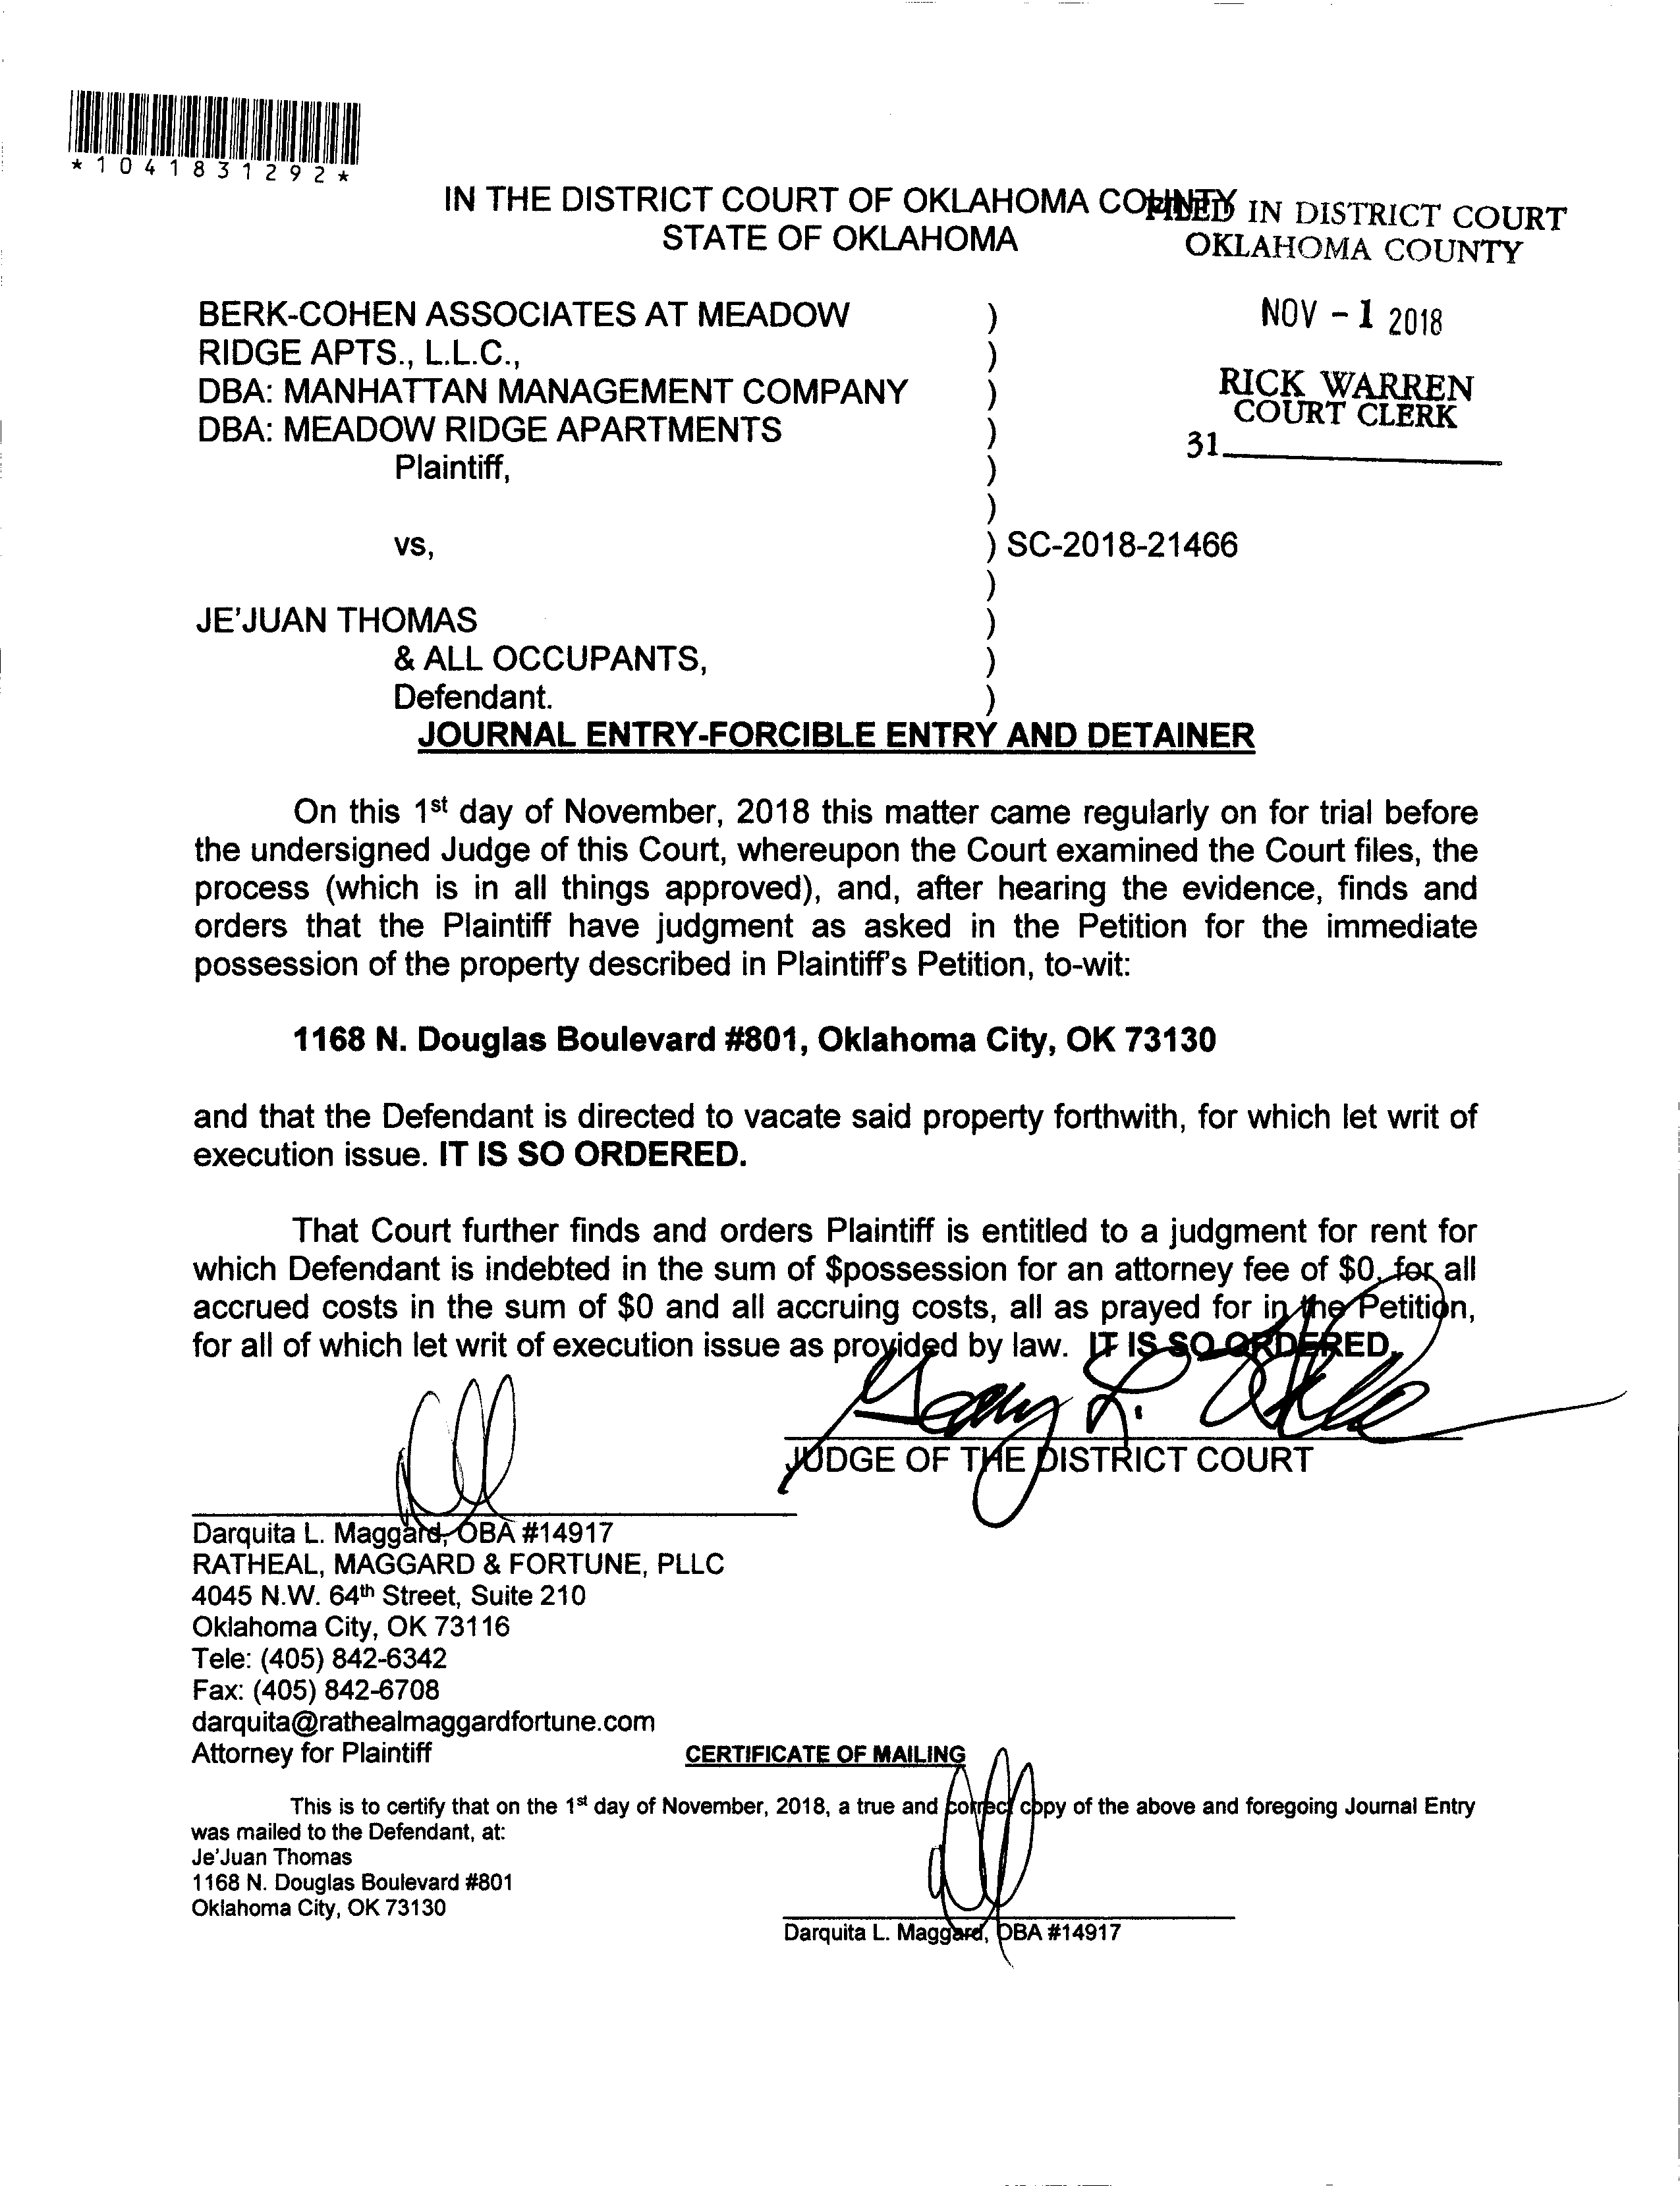 *1041831292*
IN THE DISTRICT COURT OF OKLAHOMA COUNTY
STATE OF OKLAHOMA
FILED IN DISTRICT COURT
OKLAHOMA COUNTY
NOV - 1 2018
RICK WARREN
COURT CLERK
31
BERK-COHEN ASSOCIATES AT MEADOW )
RIDGE APTS., L.L.C., )
DBA: MANHATTAN MANAGEMENT COMPANY )
DBA: MEADOW RIDGE APARTMENTS )
Plaintiff, )
)
vs, ) SC-2018-21466
)
JE'JUAN THOMAS )
& ALL OCCUPANTS, )
Defendant. )
JOURNAL ENTRY-FORCIBLE ENTRY AND DETAINER
On this 1st day of November, 2018 this matter came regularly on for trial before
the undersigned Judge of this Court, whereupon the Court examined the Court files, the
process (which is in all things approved), and, after hearing the evidence, finds and
orders that the Plaintiff have judgment as asked in the Petition for the immediate
possession of the property described in Plaintiff's Petition, to-wit:
1168 N. Douglas Boulevard #801, Oklahoma City, OK 73130
and that the Defendant is directed to vacate said property forthwith, for which let writ of
execution issue. IT IS SO ORDERED.
That Court further finds and orders Plaintiff is entitled to a judgment for rent for
which Defendant is indebted in the sum of $possession for an attorney fee of $0, for all
accrued costs in the sum of $0 and all accruing costs, all as prayed for in the Petition,
for all of which let writ of execution issue as provided by law. IT IS SO ORDERED.
JUDGE OF THE DISTRICT COURT
Darquita L. Maggard, OBA #14917
RATHEAL, MAGGARD & FORTUNE, PLLC
4045 N.W. 64th Street, Suite 210
Oklahoma City, OK 73116
Tele: (405) 842-6342
Fax: (405) 842-6708
darquita@rathealmaggardfortune.com
Attorney for Plaintiff
CERTIFICATE OF MAILING
This is to certify that on the 1st day of November, 2018, a true and correct copy of the above and foregoing Journal Entry
was mailed to the Defendant, at:
Je'Juan Thomas
1168 N. Douglas Boulevard #801
Oklahoma City, OK 73130
Darquita L. Maggard, OBA #14917